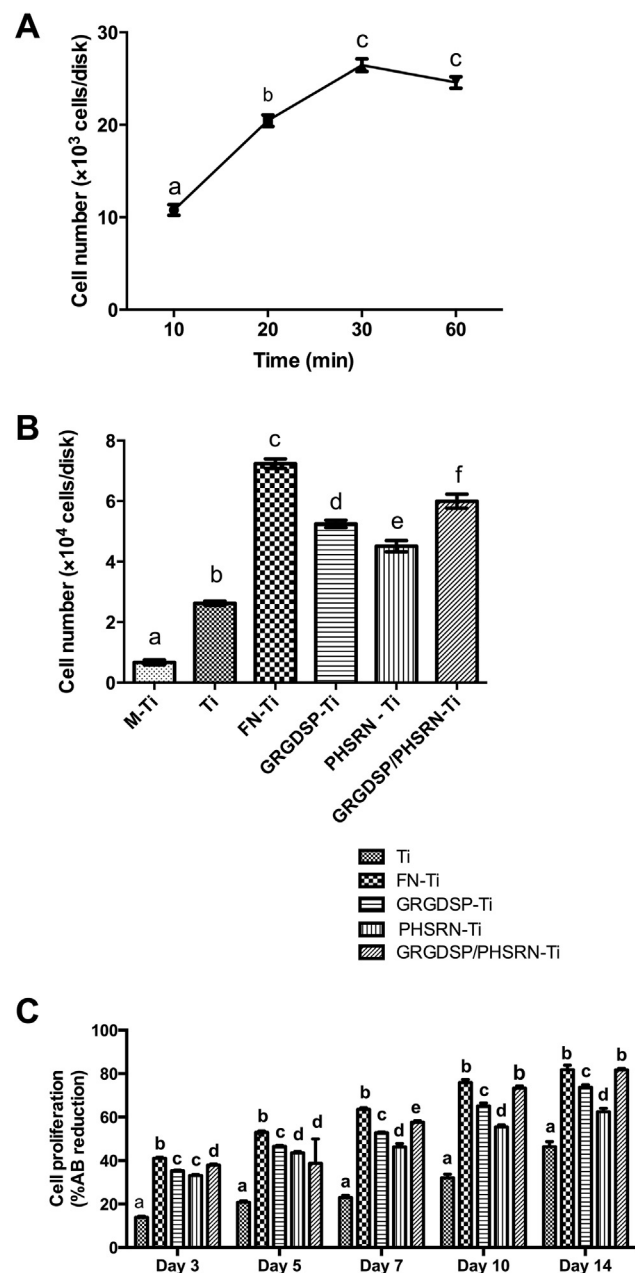 A
30
20
10
0
Cell number (×10³ cells/disk)
a
b
c
c
10 20 30 60
Time (min)
B
8
6
4
2
0
Cell number (×10⁴ cells/disk)
a
b
c
d
e
f
M-Ti
Ti
FN-Ti
GRGDSP-Ti
PHSRN - Ti
GRGDSP/PHSRN-Ti
Ti
FN-Ti
GRGDSP-Ti
PHSRN-Ti
GRGDSP/PHSRN-Ti
C
100
80
60
40
20
0
Cell proliferation
(%AB reduction)
a b c c d
a b c d d
a b c d e
a b c d b
a b c d b
Day 3 Day 5 Day 7 Day 10 Day 14